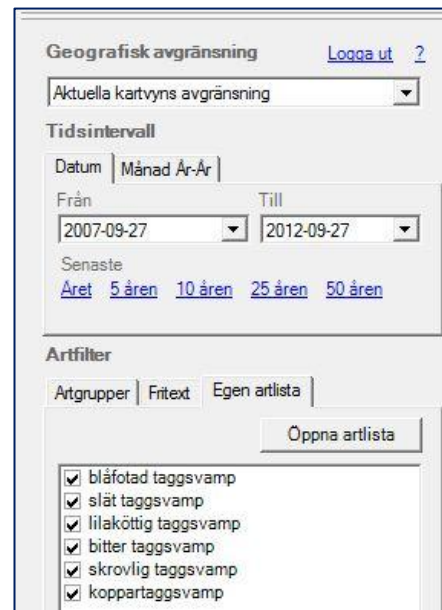 Geografisk avgränsning Logga ut ?
Aktuella kartvyns avgränsning
Tidsintervall
Datum Månad År-År
Från Till
2007-09-27 2012-09-27
Senaste
Året 5 åren 10 åren 25 åren 50 åren
Artfilter
Artgrupper Fritext Egen artlista
Öppna artlista
blåfotad taggsvamp
slät taggsvamp
lilaköttig taggsvamp
bitter taggsvamp
skrovlig taggsvamp
koppartaggsvamp